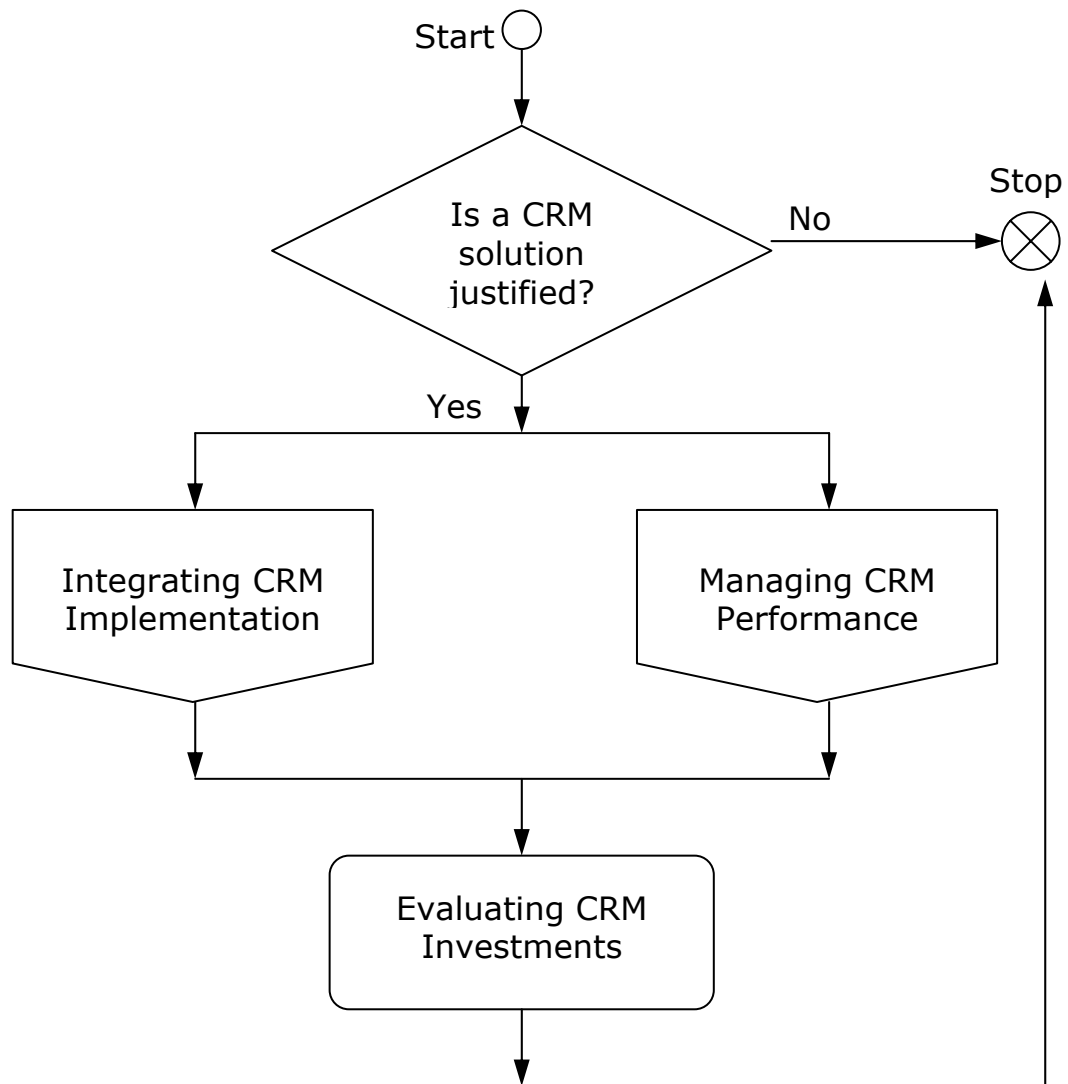 Start
Stop
Is a CRM
solution
justified?
No
Yes
Integrating CRM
Implementation
Managing CRM
Performance
Evaluating CRM
Investments